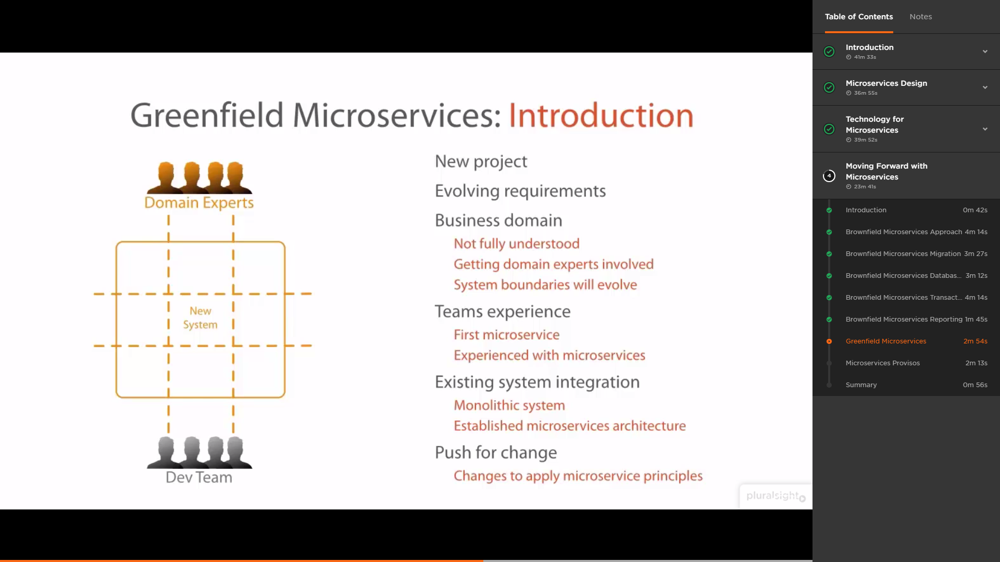 Greenfield Microservices: Introduction
Domain Experts
New
System
Dev Team
New project
Evolving requirements
Business domain
Not fully understood
Getting domain experts involved
System boundaries will evolve
Teams experience
First microservice
Experienced with microservices
Existing system integration
Monolithic system
Established microservices architecture
Push for change
Changes to apply microservice principles
pluralsight
Table of Contents
Notes
Introduction
41m 33s
Microservices Design
36m 55s
Technology for
Microservices
39m 52s
4
Moving Forward with
Microservices
23m 41s
Introduction 0m 42s
Brownfield Microservices Approach 4m 14s
Brownfield Microservices Migration 3m 27s
Brownfield Microservices Databas... 3m 12s
Brownfield Microservices Transact... 4m 14s
Brownfield Microservices Reporting 1m 45s
Greenfield Microservices 2m 54s
Microservices Provisos 2m 13s
Summary 0m 56s